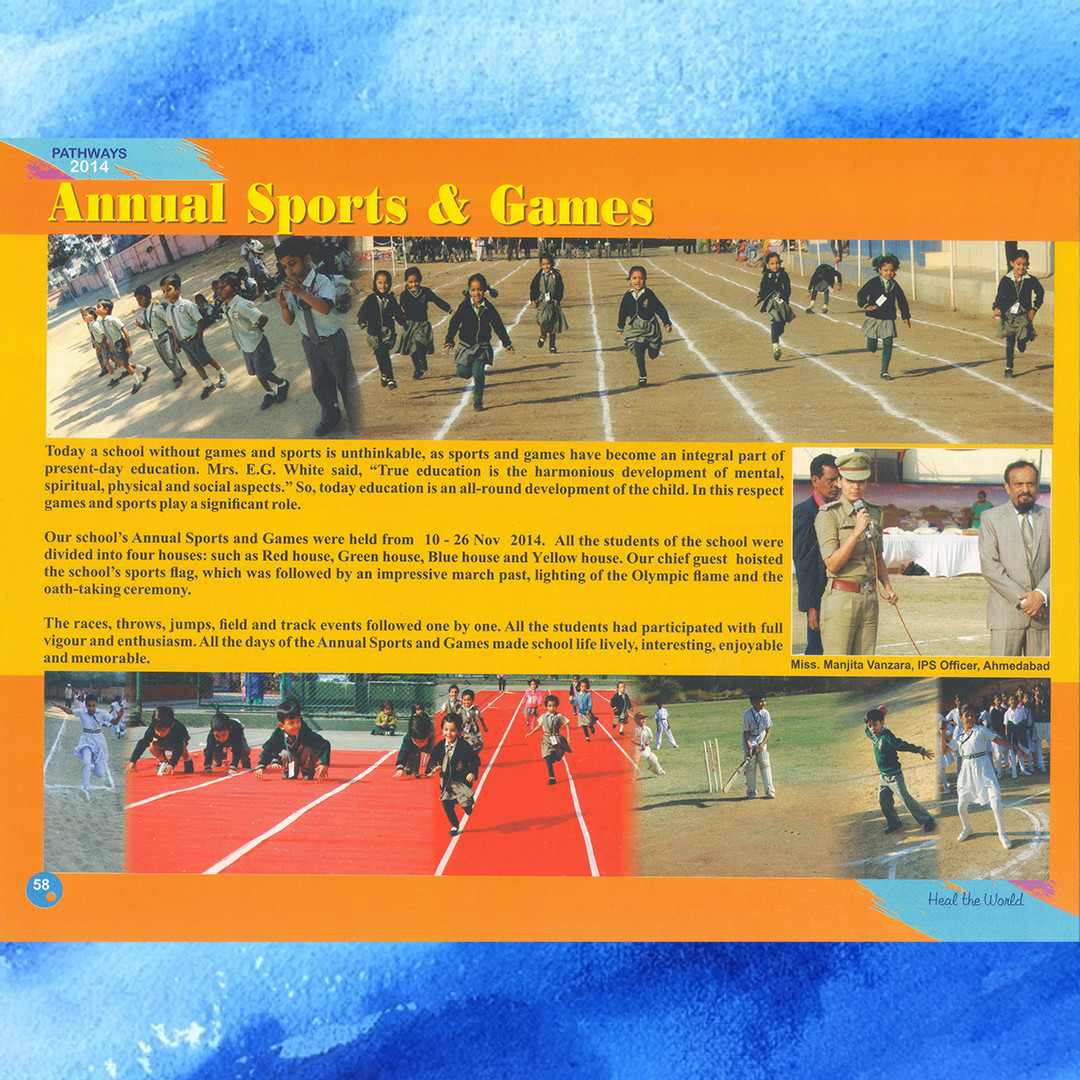 PATHWAYS
2014
Annual Sports & Games
Today a school without games and sports is unthinkable, as sports and games have become an integral part of
present-day education. Mrs. E.G. White said, “True education is the harmonious development of mental,
spiritual, physical and social aspects.” So, today education is an all-round development of the child. In this respect
games and sports play a significant role.
Our school’s Annual Sports and Games were held from 10 - 26 Nov 2014. All the students of the school were
divided into four houses: such as Red house, Green house, Blue house and Yellow house. Our chief guest hoisted
the school’s sports flag, which was followed by an impressive march past, lighting of the Olympic flame and the
oath-taking ceremony.
The races, throws, jumps, field and track events followed one by one. All the students had participated with full
vigour and enthusiasm. All the days of the Annual Sports and Games made school life lively, interesting, enjoyable
and memorable.
Miss. Manjita Vanzara, IPS Officer, Ahmedabad
58
Heal the World